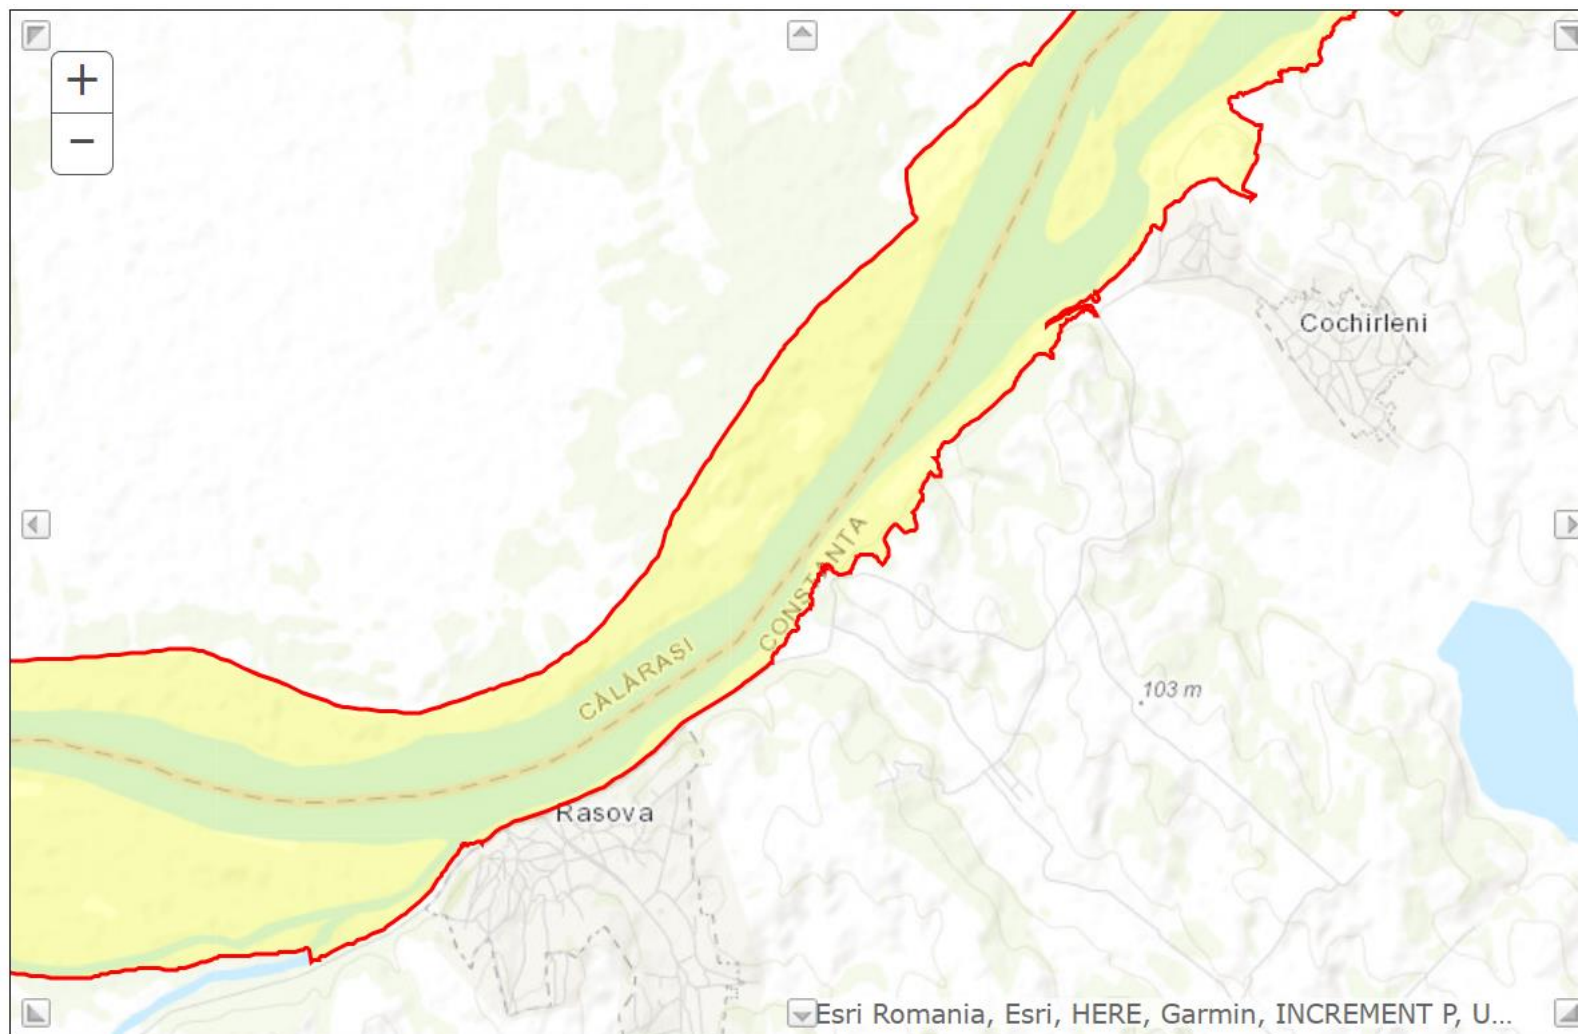 +
−
Cochirleni
CONSTANȚA
CĂLĂRAȘI
103 m
Rasova
Esri Romania, Esri, HERE, Garmin, INCREMENT P, U...